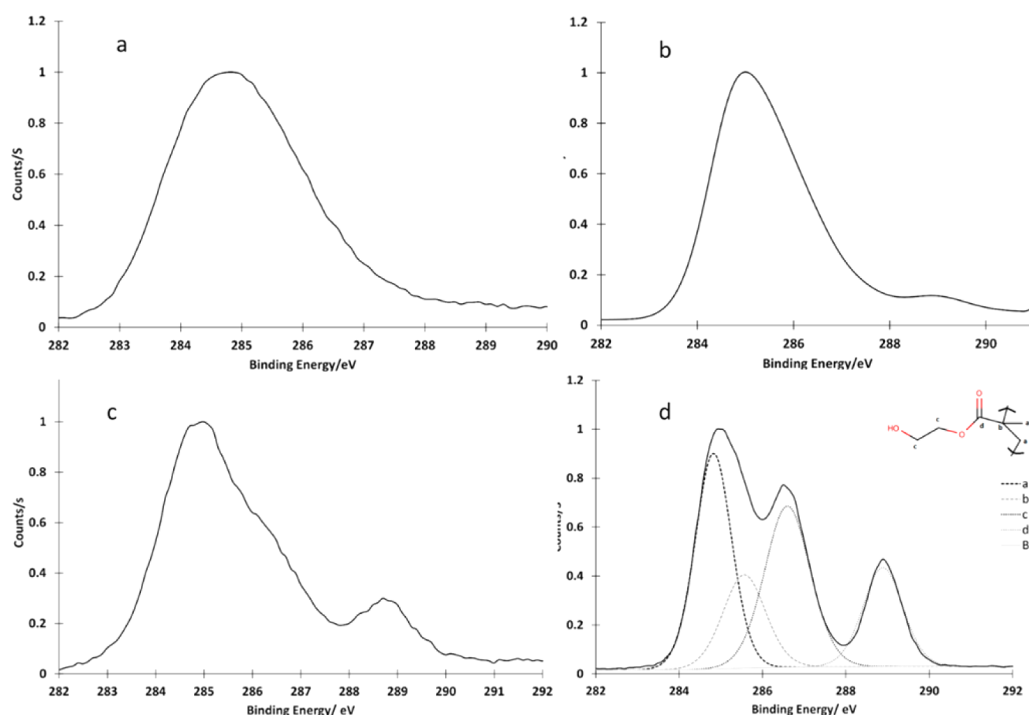 a
1.2
1
0.8
0.6
0.4
0.2
0
Counts/S
282 283 284 285 286 287 288 289 290
Binding Energy/eV
b
1.2
1
0.8
0.6
0.4
0.2
0
282 284 286 288 290
Binding Energy/eV
c
1
0.8
0.6
0.4
0.2
0
Counts/s
282 283 284 285 286 287 288 289 290 291 292
Binding Energy/ eV
d
1.2
1
0.8
0.6
0.4
0.2
0
282 284 286 288 290 292
Binding Energy/ eV
O
HO
c
c
O
d
b
a
a
a
b
c
d
B